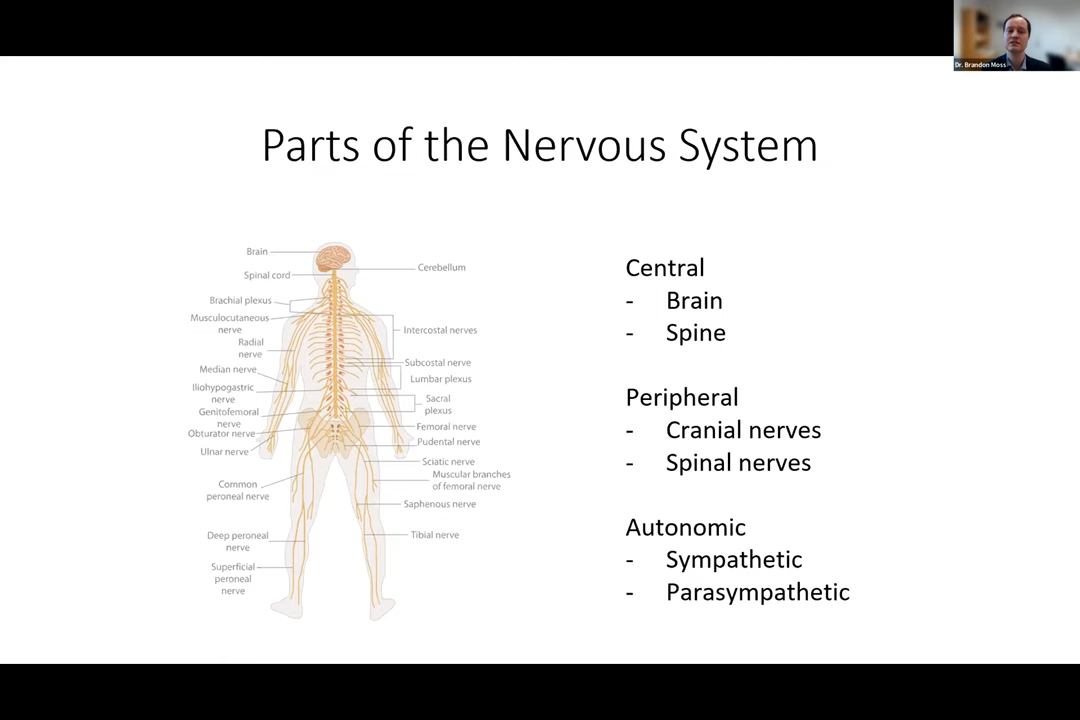 Dr. Brandon Moss
Parts of the Nervous System
Brain
Spinal cord
Brachial plexus
Musculocutaneous
nerve
Radial
nerve
Median nerve
Iliohypogastric
nerve
Genitofemoral
nerve
Obturator nerve
Ulnar nerve
Common
peroneal nerve
Deep peroneal
nerve
Superficial
peroneal
nerve
Cerebellum
Intercostal nerves
Subcostal nerve
Lumbar plexus
Sacral
plexus
Femoral nerve
Pudental nerve
Sciatic nerve
Muscular branches
of femoral nerve
Saphenous nerve
Tibial nerve
Central
- Brain
- Spine
Peripheral
- Cranial nerves
- Spinal nerves
Autonomic
- Sympathetic
- Parasympathetic